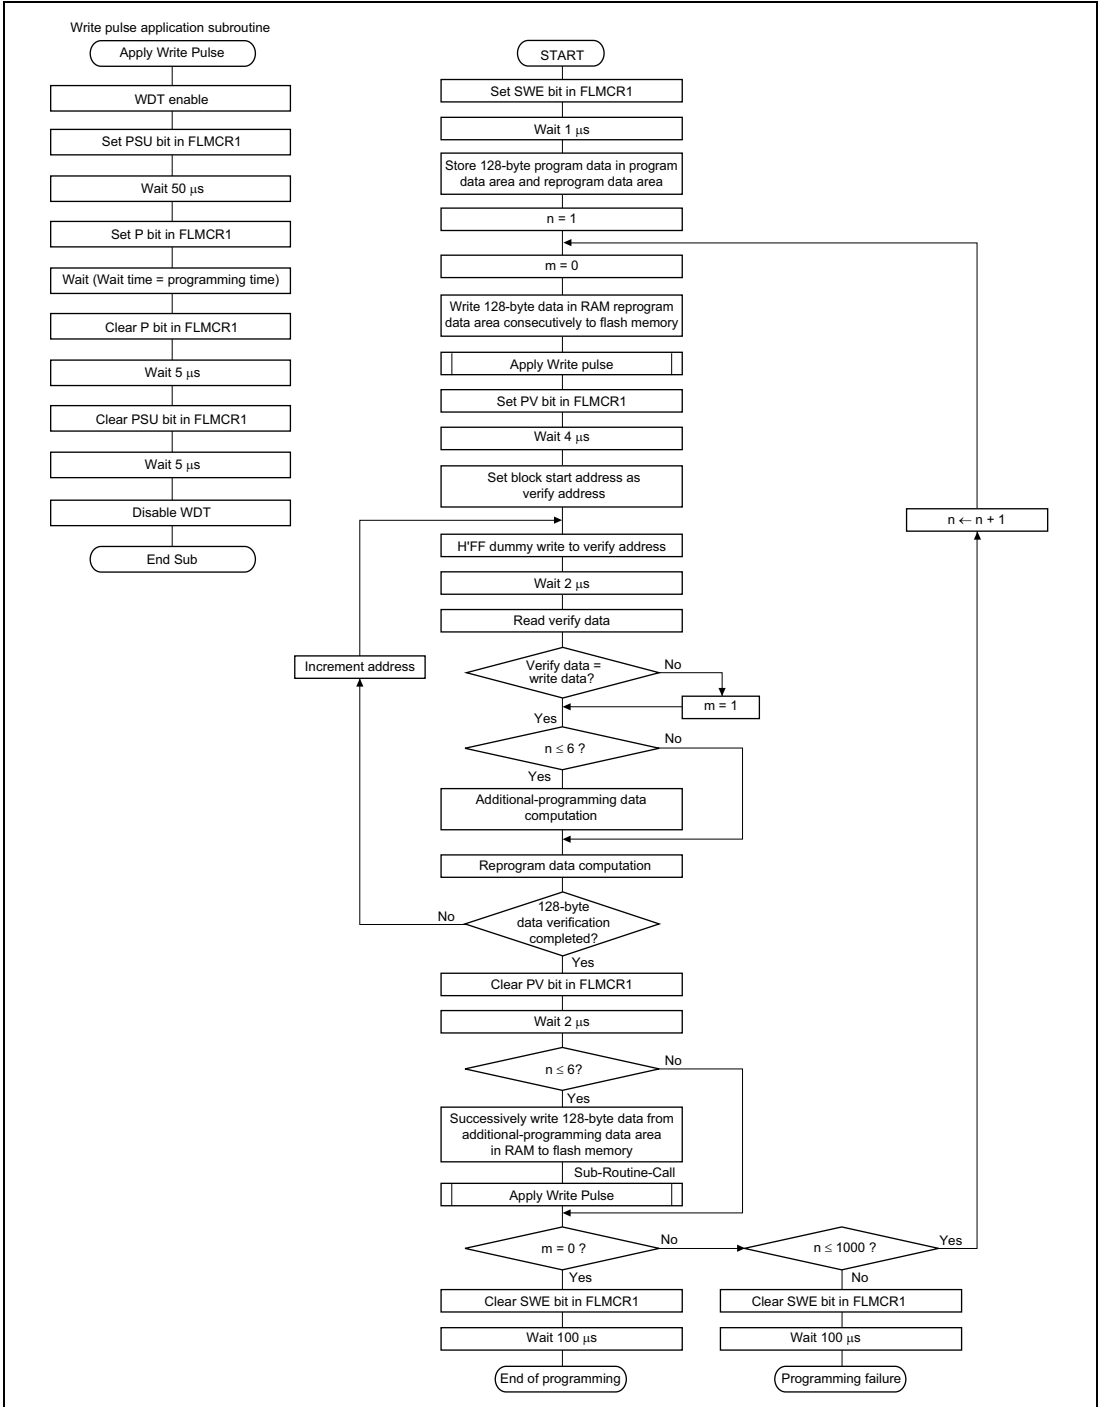 Write pulse application subroutine
Apply Write Pulse
WDT enable
Set PSU bit in FLMCR1
Wait 50 μs
Set P bit in FLMCR1
Wait (Wait time = programming time)
Clear P bit in FLMCR1
Wait 5 μs
Clear PSU bit in FLMCR1
Wait 5 μs
Disable WDT
End Sub
START
Set SWE bit in FLMCR1
Wait 1 μs
Store 128-byte program data in program
data area and reprogram data area
n = 1
m = 0
Write 128-byte data in RAM reprogram
data area consecutively to flash memory
Apply Write pulse
Set PV bit in FLMCR1
Wait 4 μs
Set block start address as
verify address
n ← n + 1
H'FF dummy write to verify address
Wait 2 μs
Read verify data
Increment address
Verify data =
write data?
No
m = 1
Yes
n ≤ 6 ?
No
Yes
Additional-programming data
computation
Reprogram data computation
128-byte
data verification
completed?
No
Yes
Clear PV bit in FLMCR1
Wait 2 μs
n ≤ 6?
No
Yes
Successively write 128-byte data from
additional-programming data area
in RAM to flash memory
Sub-Routine-Call
Apply Write Pulse
m = 0 ?
No
n ≤ 1000 ?
Yes
Yes
No
Clear SWE bit in FLMCR1
Clear SWE bit in FLMCR1
Wait 100 μs
Wait 100 μs
End of programming
Programming failure